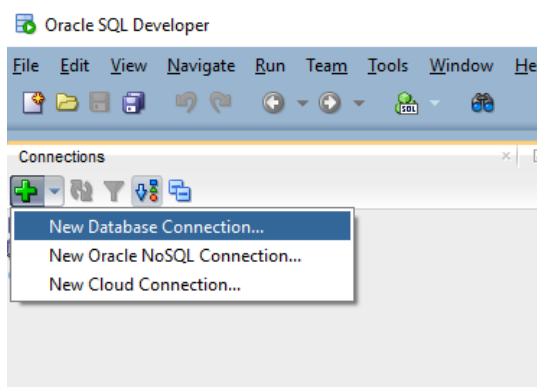 Oracle SQL Developer
File Edit View Navigate Run Team Tools Window He
SQL
Connections
New Database Connection...
New Oracle NoSQL Connection...
New Cloud Connection...